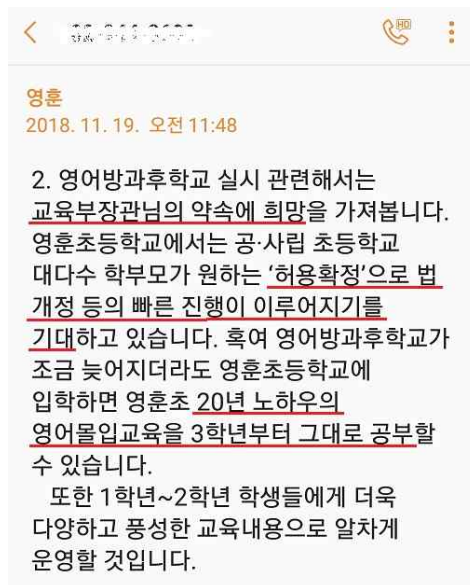 HD
영훈
2018. 11. 19. 오전 11:48
2. 영어방과후학교 실시 관련해서는
교육부장관님의 약속에 희망을 가져봅니다.
영훈초등학교에서는 공·사립 초등학교
대다수 학부모가 원하는 ‘허용확정’으로 법
개정 등의 빠른 진행이 이루어지기를
기대하고 있습니다. 혹여 영어방과후학교가
조금 늦어지더라도 영훈초등학교에
입학하면 영훈초 20년 노하우의
영어몰입교육을 3학년부터 그대로 공부할
수 있습니다.
또한 1학년~2학년 학생들에게 더욱
다양하고 풍성한 교육내용으로 알차게
운영할 것입니다.